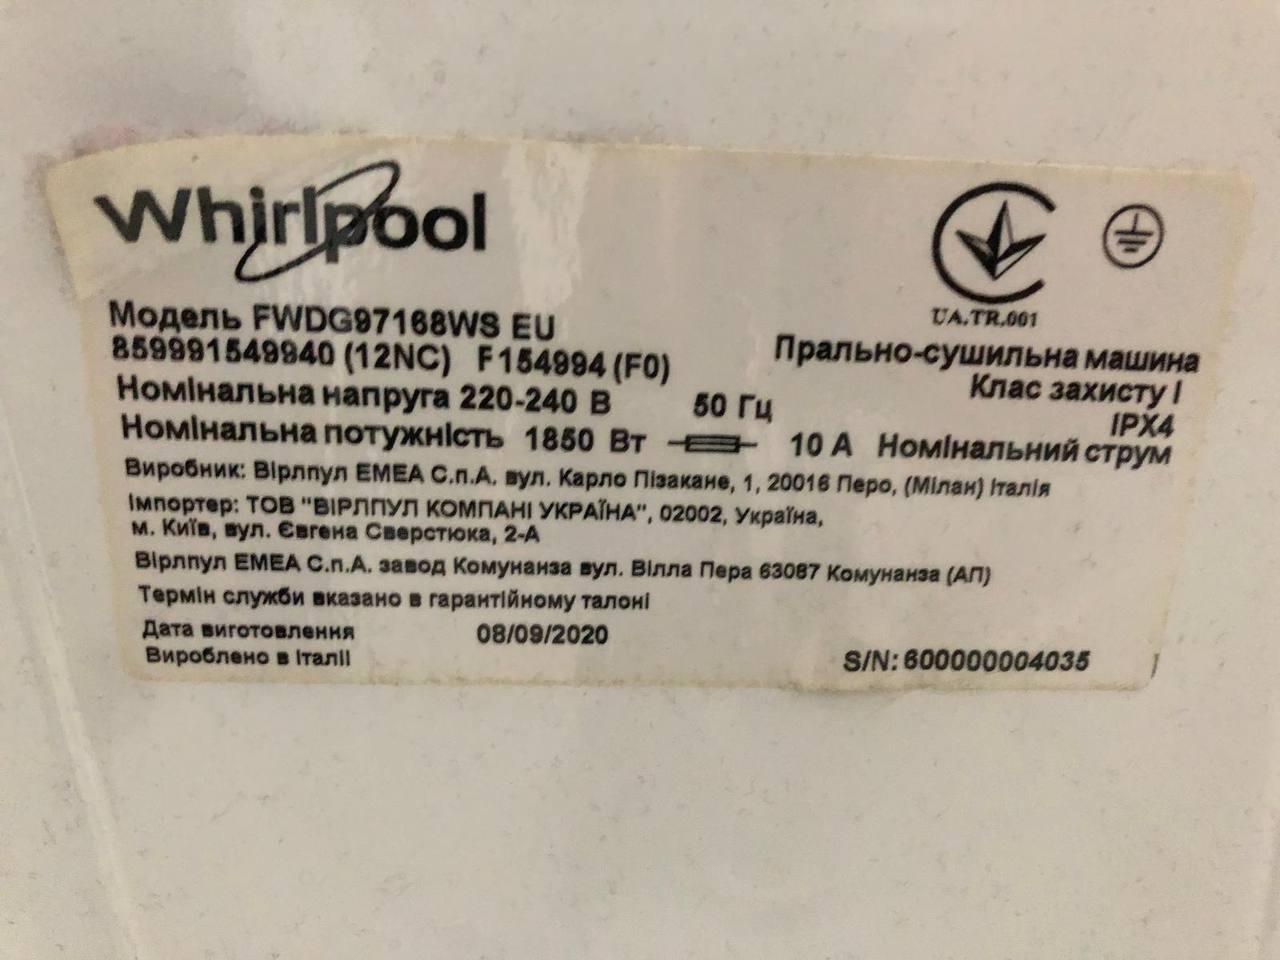 Whirlpool
UA.TR.001
Модель FWDG97168WS EU
859991549940 (12NC) F154994 (F0)
Прально-сушильна машина
Клас захисту I
Номінальна напруга 220-240 В 50 Гц
IPX4
Номінальна потужність 1850 Вт 10 А Номінальний струм
Виробник: Вірлпул ЕМЕА С.п.А. вул. Карло Пізакане, 1, 20016 Перо, (Мілан) Італія
Імпортер: ТОВ "ВІРЛПУЛ КОМПАНІ УКРАЇНА", 02002, Україна,
м. Київ, вул. Євгена Сверстюка, 2-А
Вірлпул ЕМЕА С.п.А. завод Комунанза вул. Вілла Пера 63087 Комунанза (АП)
Термін служби вказано в гарантійному талоні
Дата виготовлення 08/09/2020
Вироблено в Італії
S/N: 600000004035